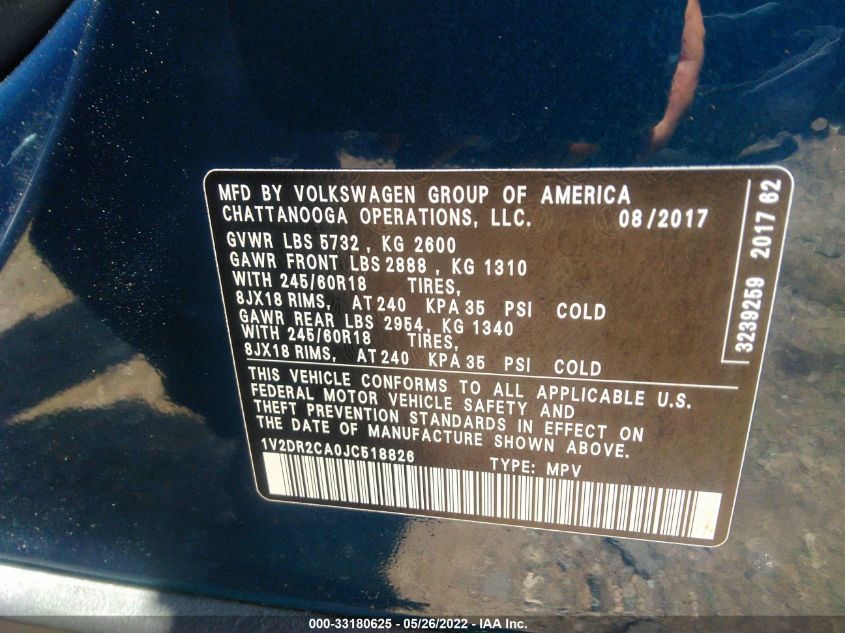 MFD BY VOLKSWAGEN GROUP OF AMERICA
CHATTANOOGA OPERATIONS, LLC. 08/2017
GVWR LBS 5732 , KG 2600
GAWR FRONT LBS 2888 , KG 1310
WITH 245/60R18 TIRES,
8JX18 RIMS, AT 240 KPA 35 PSI COLD
GAWR REAR LBS 2954, KG 1340
WITH 245/60R18 TIRES,
8JX18 RIMS, AT 240 KPA 35 PSI COLD
THIS VEHICLE CONFORMS TO ALL APPLICABLE U.S.
FEDERAL MOTOR VEHICLE SAFETY AND
THEFT PREVENTION STANDARDS IN EFFECT ON
THE DATE OF MANUFACTURE SHOWN ABOVE.
1V2DR2CA0JC518826 TYPE: MPV
3239259 2017 62
000-33180625 - 05/26/2022 - IAA Inc.